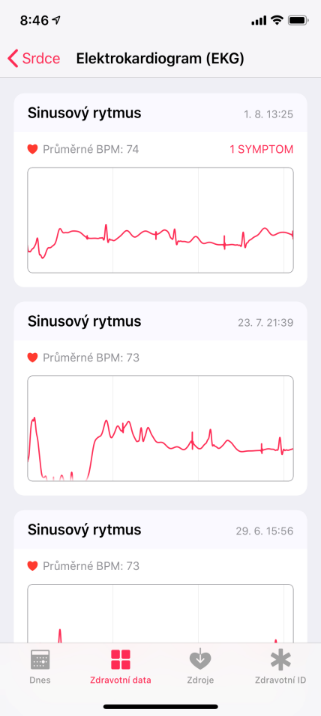 8:46
Srdce Elektrokardiogram (EKG)
Sinusový rytmus 1. 8. 13:25
Průměrné BPM: 74 1 SYMPTOM
Sinusový rytmus 23. 7. 21:39
Průměrné BPM: 73
Sinusový rytmus 29. 6. 15:56
Průměrné BPM: 73
Dnes Zdravotní data Zdroje Zdravotní ID